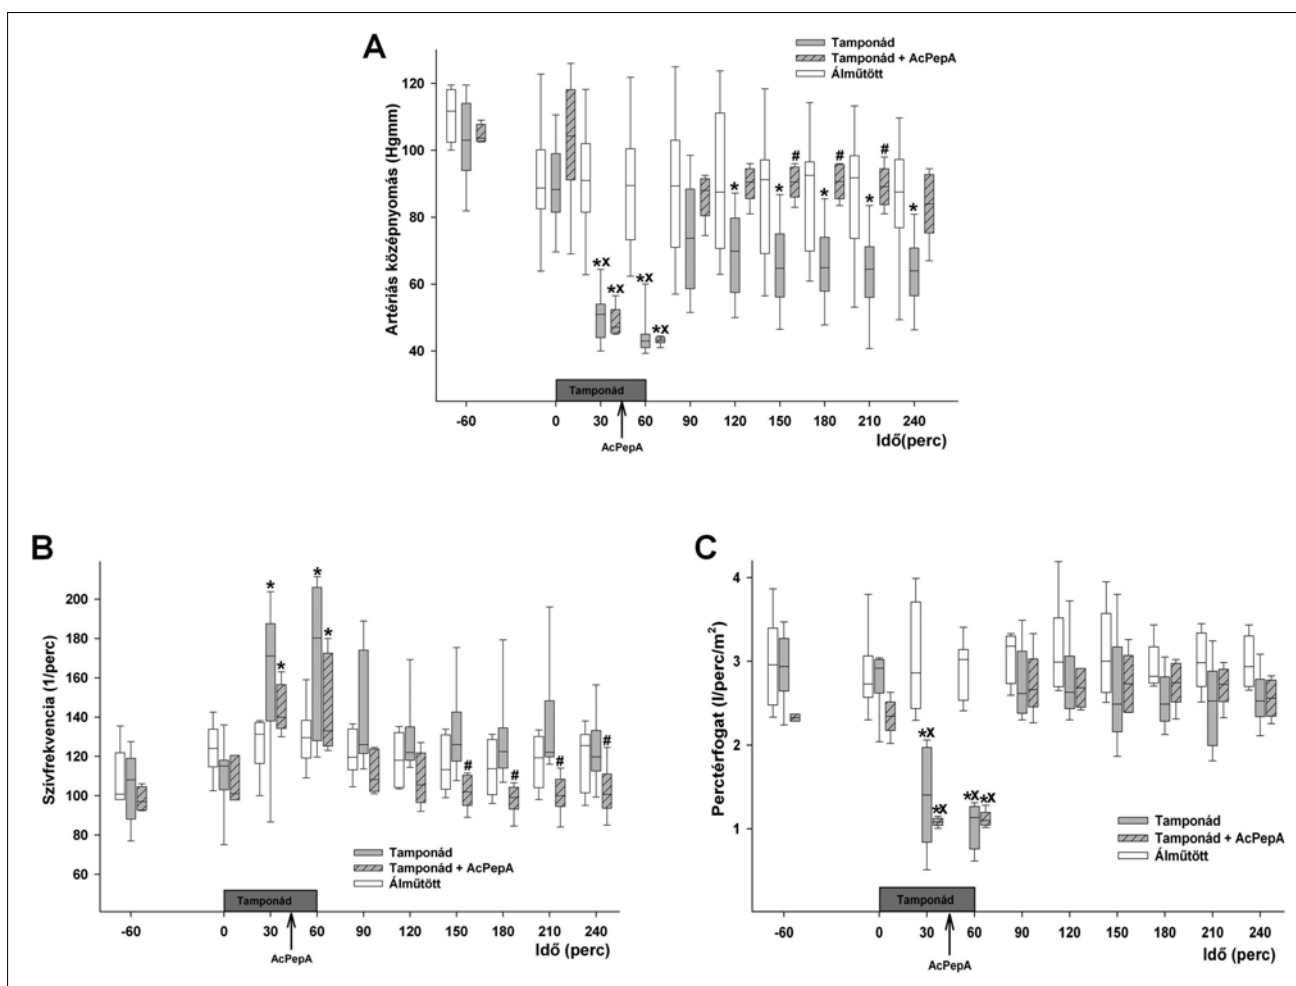 A
Tamponád
Tamponád + AcPepA
Álműtött
Artériás középnyomás (Hgmm)
120
100
80
60
40
*x
*x
*x
*x
*
*
#
*
#
*
#
*
Tamponád
-60 0 30 60 90 120 150 180 210 240
AcPepA
Idő(perc)
B
Szívfrekvencia (1/perc)
200
180
160
140
120
100
80
60
*
*
*
*
#
#
#
#
Tamponád
Tamponád + AcPepA
Álműtött
Tamponád
-60 0 30 60 90 120 150 180 210 240
AcPepA
Idő (perc)
C
Perctérfogat (l/perc/m²)
4
3
2
1
*x
*x
*x
*x
Tamponád
Tamponád + AcPepA
Álműtött
Tamponád
-60 0 30 60 90 120 150 180 210 240
AcPepA
Idő (perc)